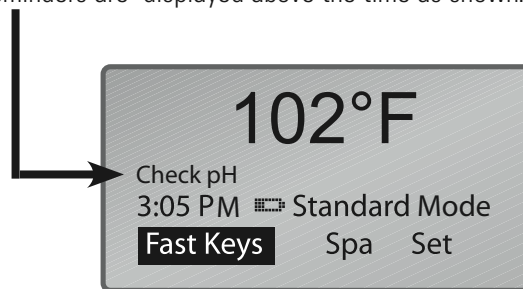 are displayed above the time as shown.
102°F
Check pH
3:05 PM Standard Mode
Fast Keys Spa Set